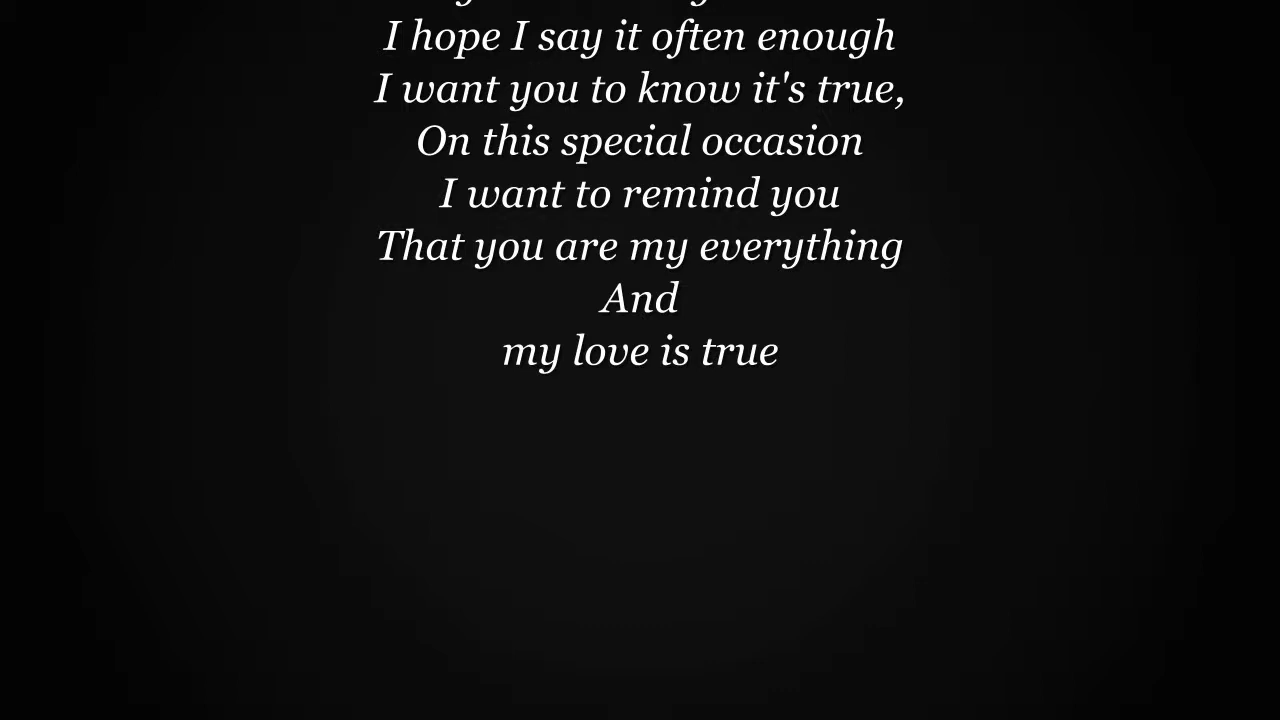 I hope I say it often enough
I want you to know it's true,
On this special occasion
I want to remind you
That you are my everything
And
my love is true